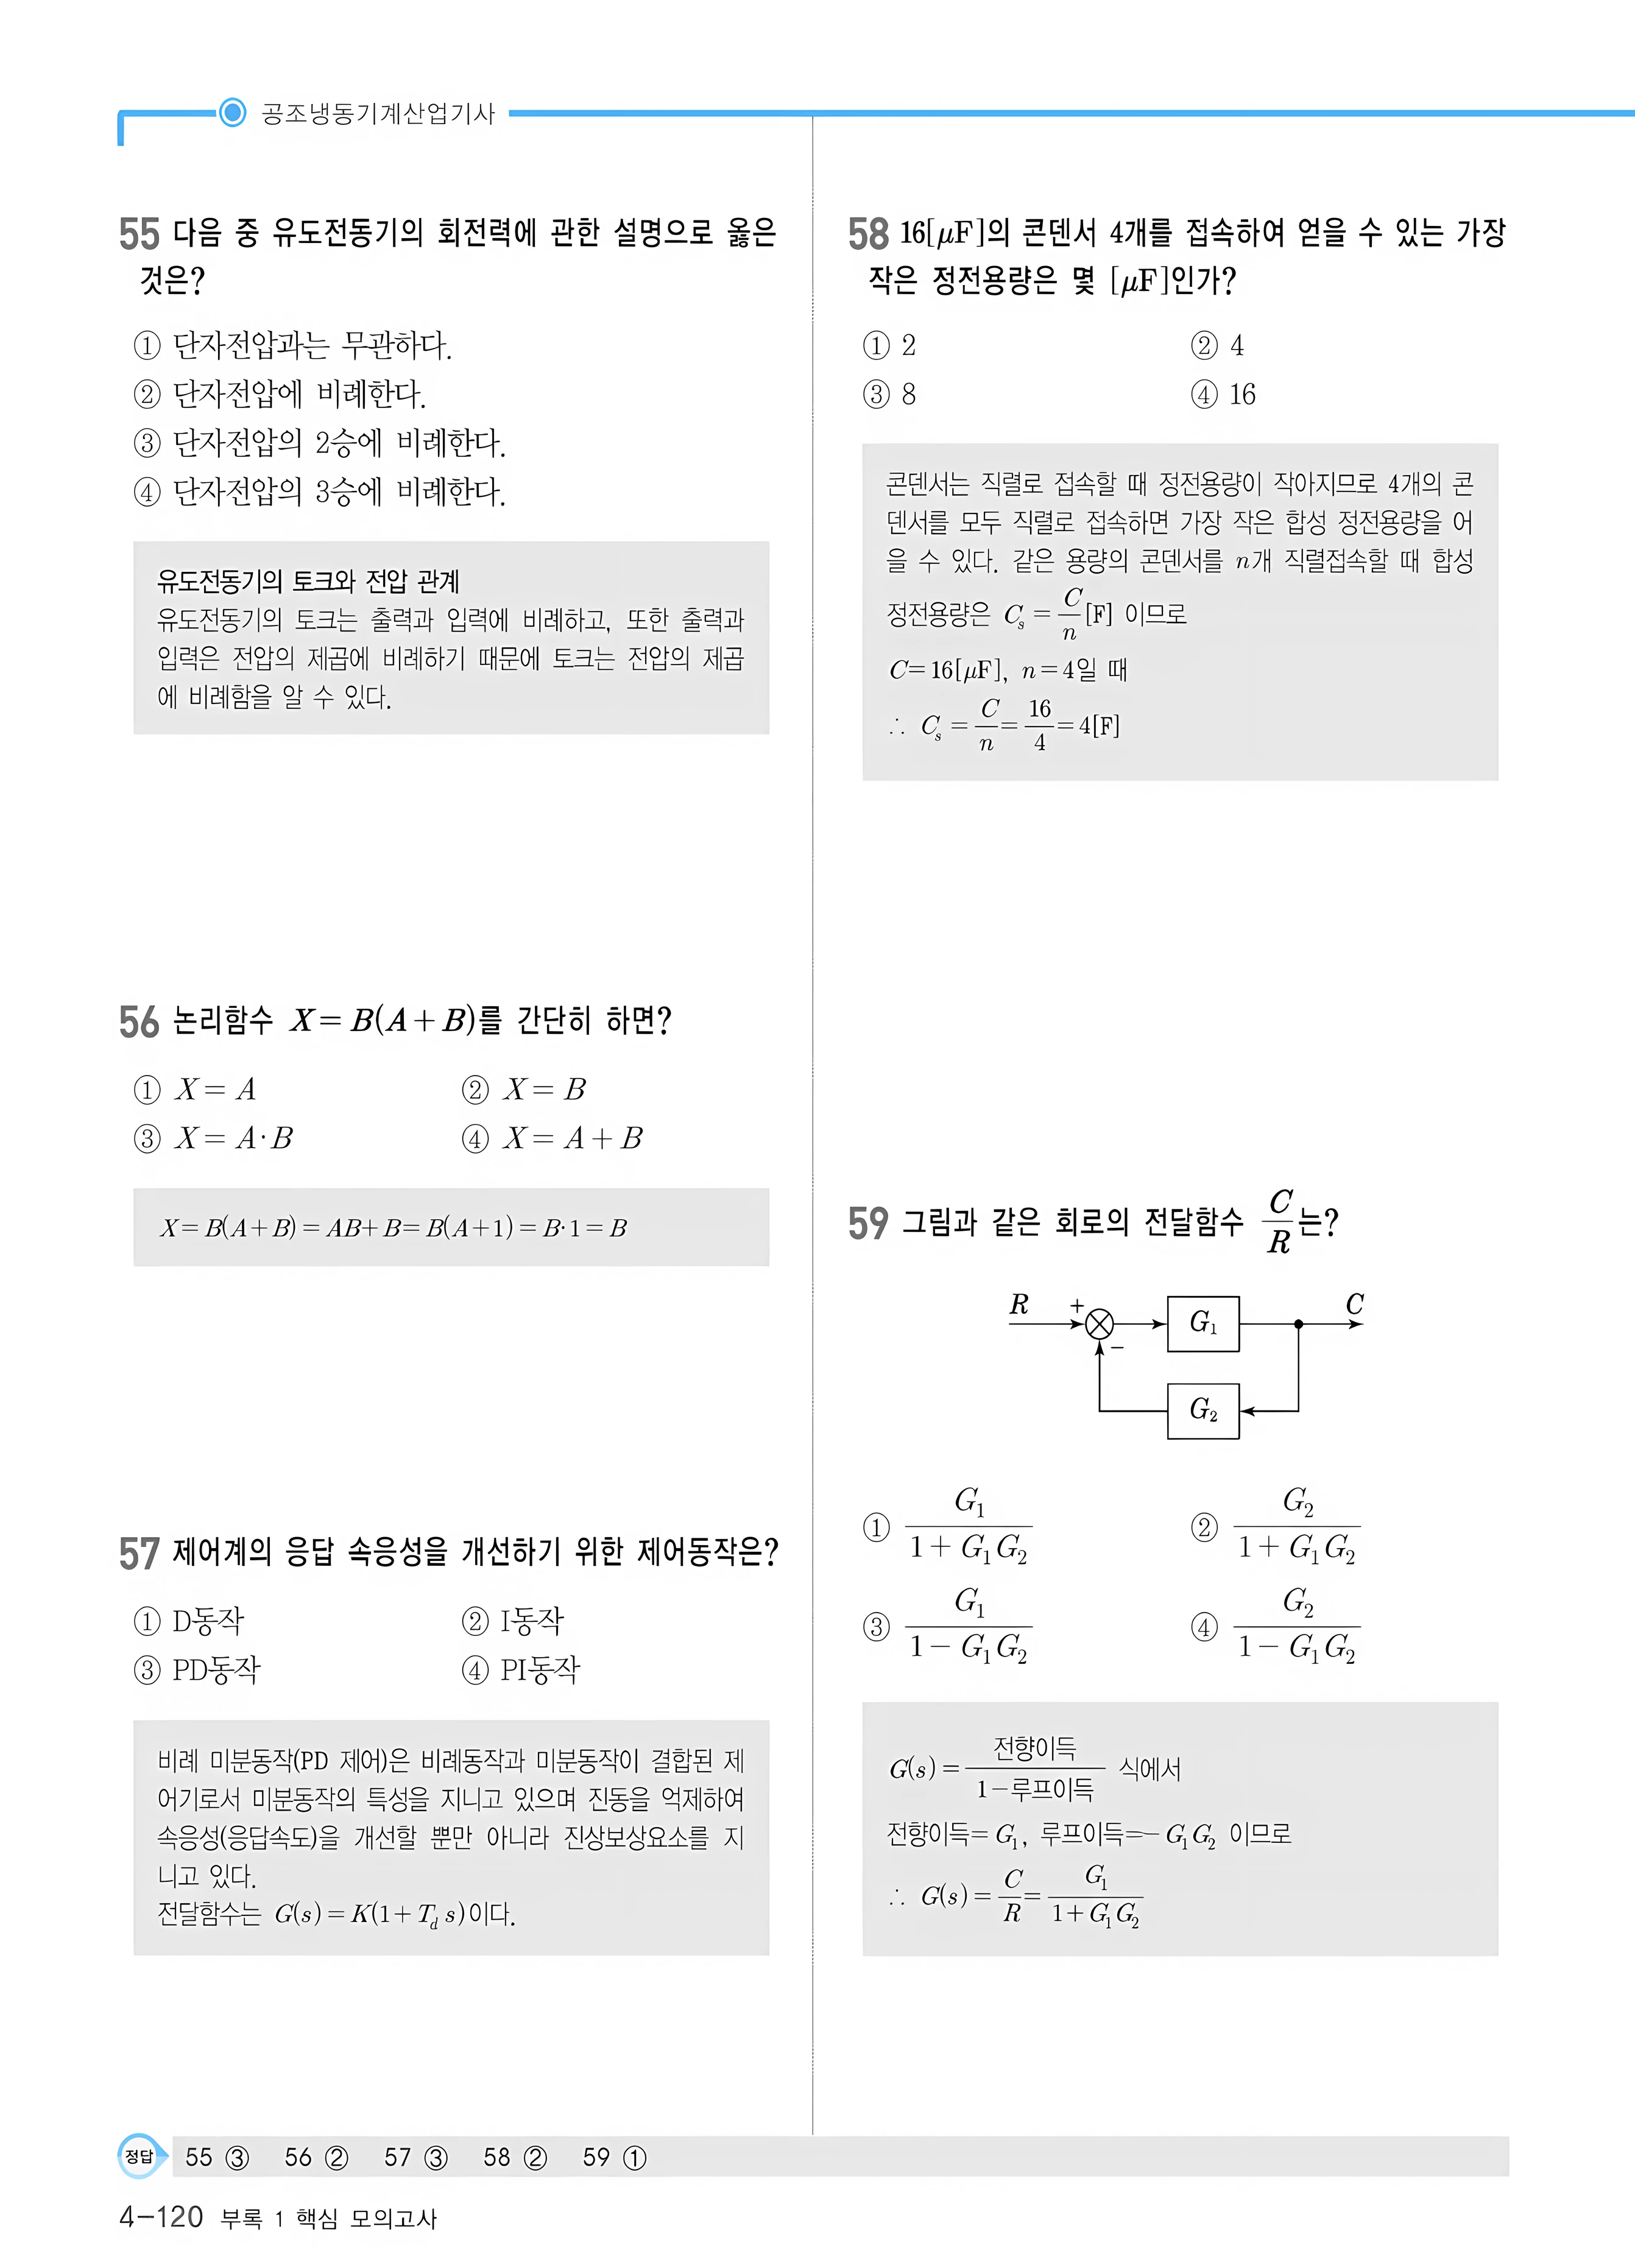 공조냉동기계산업기사
55 다음 중 유도전동기의 회전력에 관한 설명으로 옳은
것은?
① 단자전압과는 무관하다.
② 단자전압에 비례한다.
③ 단자전압의 2승에 비례한다.
④ 단자전압의 3승에 비례한다.
유도전동기의 토크와 전압 관계
유도전동기의 토크는 출력과 입력에 비례하고, 또한 출력과
입력은 전압의 제곱에 비례하기 때문에 토크는 전압의 제곱
에 비례함을 알 수 있다.
56 논리함수 X = B(A + B)를 간단히 하면?
① X = A ② X = B
③ X = A·B ④ X = A + B
X = B(A + B) = AB + B = B(A + 1) = B·1 = B
57 제어계의 응답 속응성을 개선하기 위한 제어동작은?
① D동작 ② I동작
③ PD동작 ④ PI동작
비례 미분동작(PD 제어)은 비례동작과 미분동작이 결합된 제
어기로서 미분동작의 특성을 지니고 있으며 진동을 억제하여
속응성(응답속도)을 개선할 뿐만 아니라 진상보상요소를 지
니고 있다.
전달함수는 G(s) = K(1 + T_d s)이다.
58 16[μF]의 콘덴서 4개를 접속하여 얻을 수 있는 가장
작은 정전용량은 몇 [μF]인가?
① 2 ② 4
③ 8 ④ 16
콘덴서는 직렬로 접속할 때 정전용량이 작아지므로 4개의 콘
덴서를 모두 직렬로 접속하면 가장 작은 합성 정전용량을 어
을 수 있다. 같은 용량의 콘덴서를 n개 직렬접속할 때 합성
정전용량은 C_s = C/n [F] 이므로
C = 16[μF], n = 4일 때
∴ C_s = C/n = 16/4 = 4[F]
59 그림과 같은 회로의 전달함수 C/R 는?
R + − G₁ C
G₂
① G₁/(1 + G₁G₂) ② G₂/(1 + G₁G₂)
③ G₁/(1 − G₁G₂) ④ G₂/(1 − G₁G₂)
G(s) = 전향이득/(1−루프이득) 식에서
전향이득 = G₁, 루프이득 = − G₁G₂ 이므로
∴ G(s) = C/R = G₁/(1 + G₁G₂)
정답 55 ③ 56 ② 57 ③ 58 ② 59 ①
4-120 부록 1 핵심 모의고사